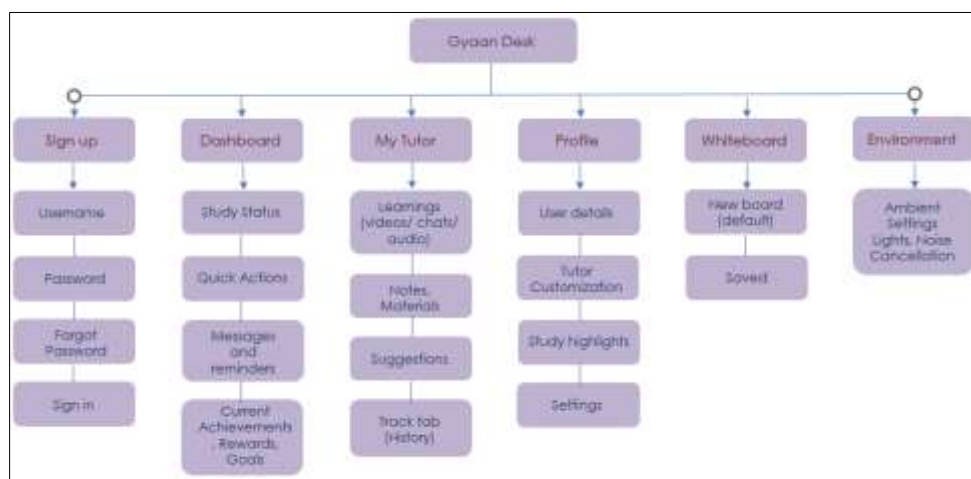 Gyaan Desk
Sign up
Dashboard
My Tutor
Profile
Whiteboard
Environment
Username
Password
Forgot
Password
Sign in
Study Status
Quick Actions
Messages
and
reminders
Current
Achievements
, Rewards,
Goals
Learnings
(videos/ chats/
audio)
Notes,
Materials
Suggestions
Track tab
(History)
User details
Tutor
Customization
Study highlights
Settings
New board
(default)
Saved
Ambient
Settings
Lights, Noise
Cancellation